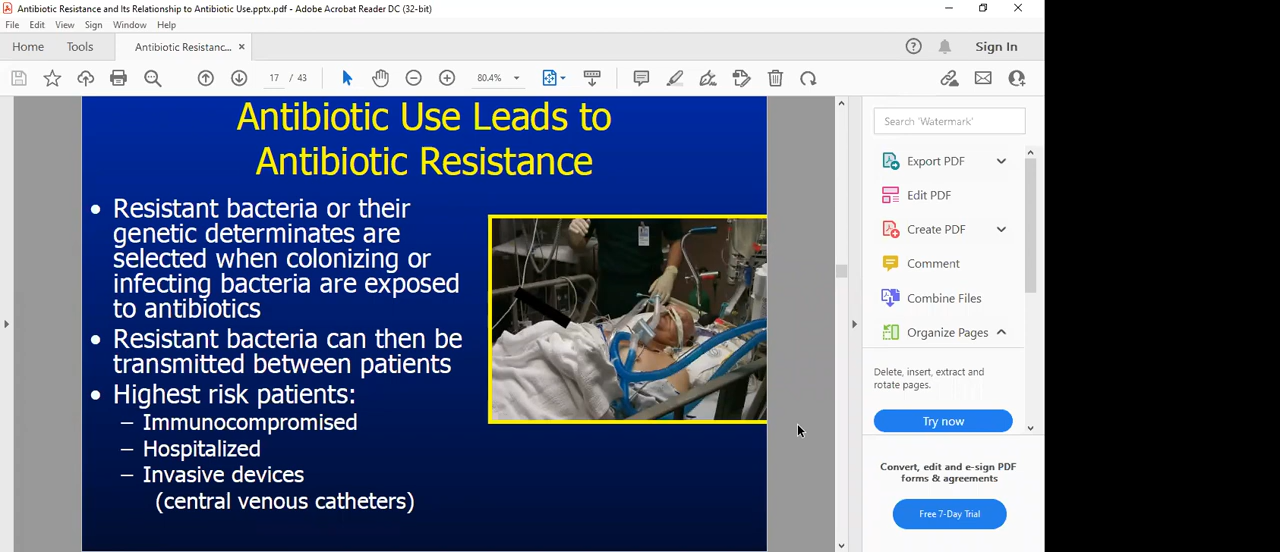 Antibiotic Resistance and Its Relationship to Antibiotic Use.pptx.pdf - Adobe Acrobat Reader DC (32-bit)
File Edit View Sign Window Help
Home Tools Antibiotic Resistanc... ×
Sign In
17 / 43
80.4%
Antibiotic Use Leads to
Antibiotic Resistance
• Resistant bacteria or their
genetic determinates are
selected when colonizing or
infecting bacteria are exposed
to antibiotics
• Resistant bacteria can then be
transmitted between patients
• Highest risk patients:
– Immunocompromised
– Hospitalized
– Invasive devices
(central venous catheters)
Search 'Watermark'
Export PDF
Edit PDF
Create PDF
Comment
Combine Files
Organize Pages
Delete, insert, extract and
rotate pages.
Try now
Convert, edit and e-sign PDF
forms & agreements
Free 7-Day Trial